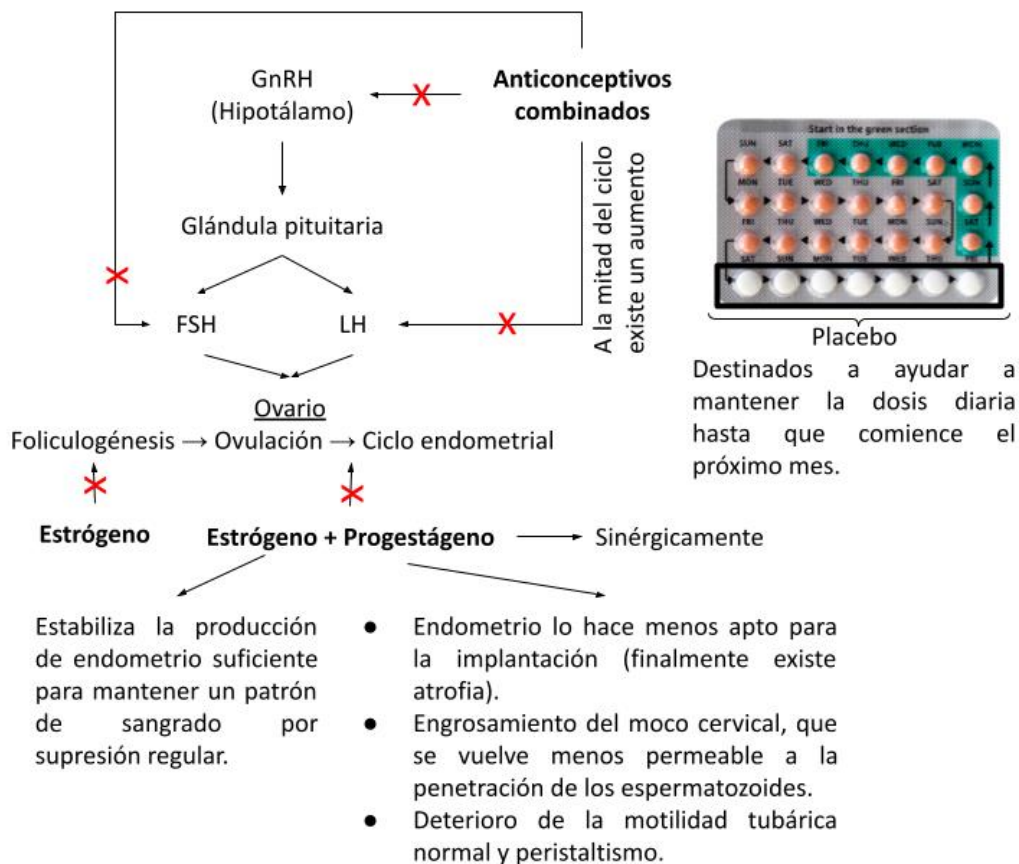 GnRH
(Hipotálamo)
Anticonceptivos
combinados
A la mitad del ciclo
existe un aumento
Glándula pituitaria
FSH
LH
Ovario
Foliculogénesis → Ovulación → Ciclo endometrial
Estrógeno
Estrógeno + Progestágeno
Sinérgicamente
Estabiliza la producción
de endometrio suficiente
para mantener un patrón
de sangrado por
supresión regular.
● Endometrio lo hace menos apto para
la implantación (finalmente existe
atrofia).
● Engrosamiento del moco cervical, que
se vuelve menos permeable a la
penetración de los espermatozoides.
● Deterioro de la motilidad tubárica
normal y peristaltismo.
Start in the green section
SUN SAT FRI THU WED TUE MON
MON TUE WED THU FRI SAT SUN
FRI THU WED TUE MON SUN SAT
SAT SUN MON TUE WED THU FRI
Placebo
Destinados a ayudar a
mantener la dosis diaria
hasta que comience el
próximo mes.